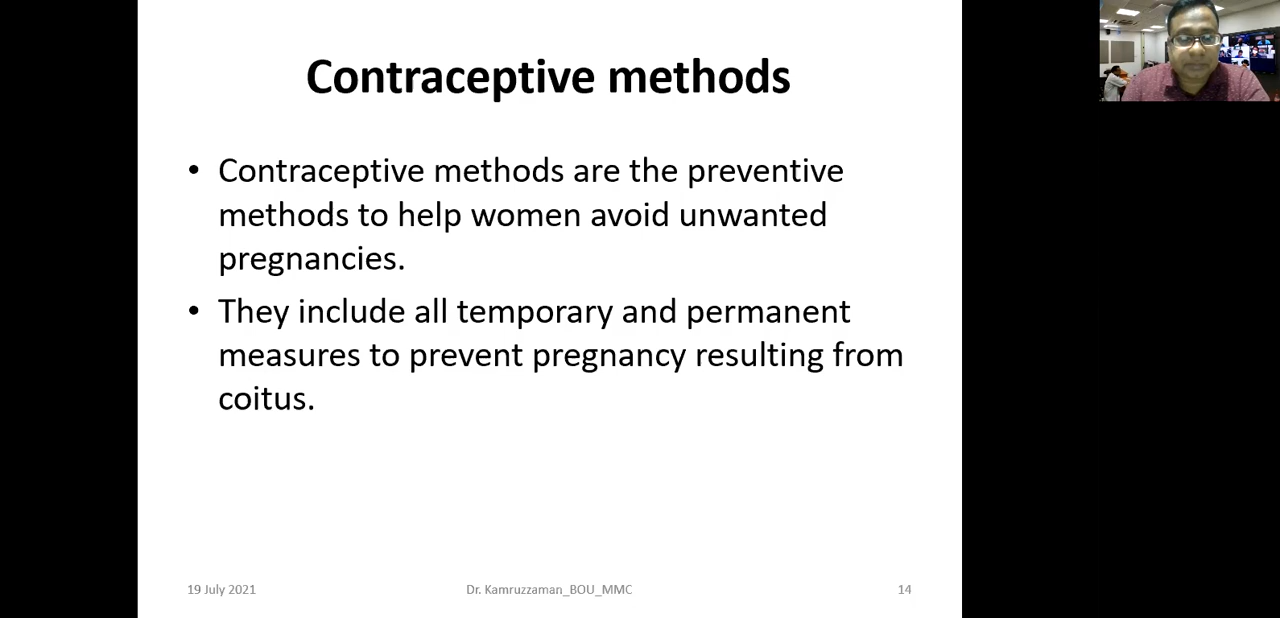 Contraceptive methods
• Contraceptive methods are the preventive
methods to help women avoid unwanted
pregnancies.
• They include all temporary and permanent
measures to prevent pregnancy resulting from
coitus.
19 July 2021
Dr. Kamruzzaman_BOU_MMC
14